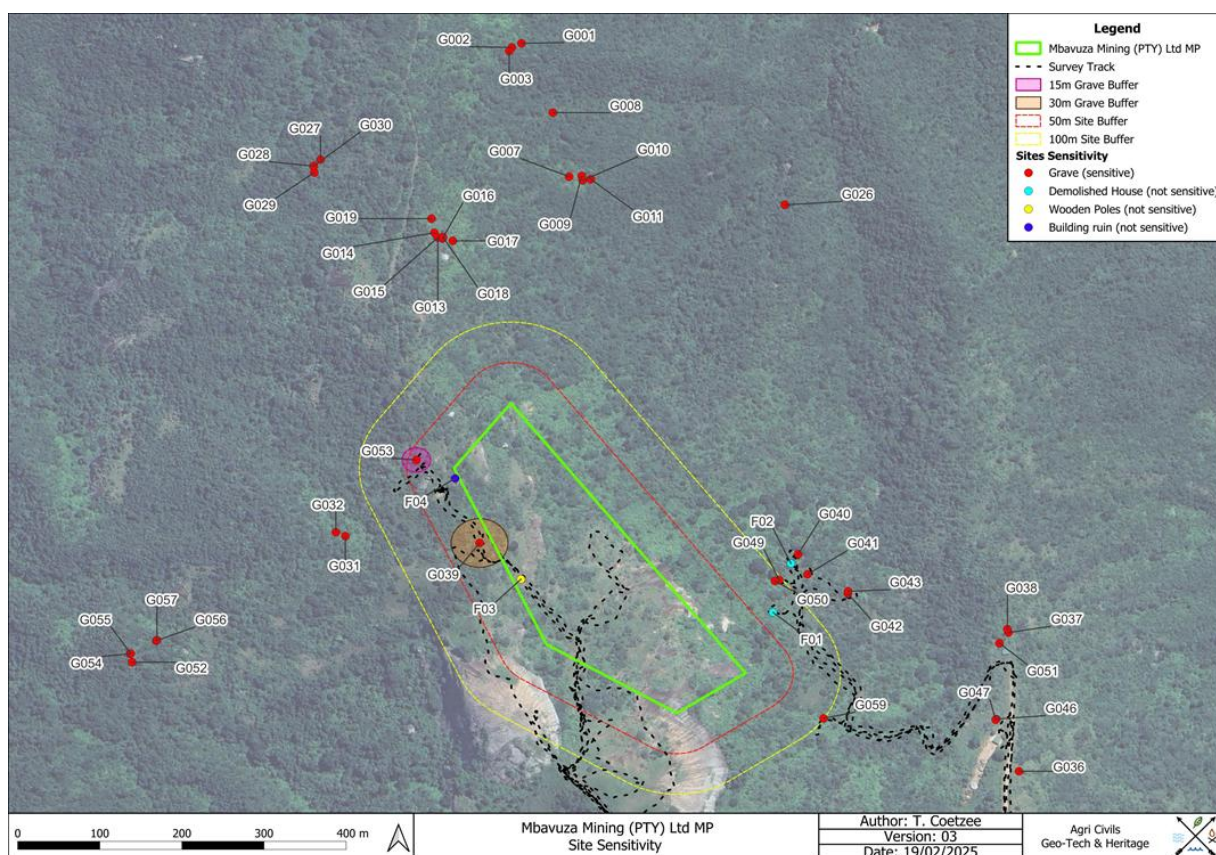 G002
G001
G003
G008
G027
G030
G028
G029
G007
G010
G009
G011
G026
G016
G019
G014
G017
G015
G013
G018
G053
F04
G032
G031
G039
F03
F02
G040
G049
G041
G050
G043
G042
F01
G038
G037
G051
G055
G057
G056
G054
G052
G047
G046
G059
G036
Legend
Mbavuza Mining (PTY) Ltd MP
Survey Track
15m Grave Buffer
30m Grave Buffer
50m Site Buffer
100m Site Buffer
Sites Sensitivity
Grave (sensitive)
Demolished House (not sensitive)
Wooden Poles (not sensitive)
Building ruin (not sensitive)
0 100 200 300 400 m
Mbavuza Mining (PTY) Ltd MP
Site Sensitivity
Author: T. Coetzee
Version: 03
Date: 19/02/2025
Agri Civils
Geo-Tech & Heritage